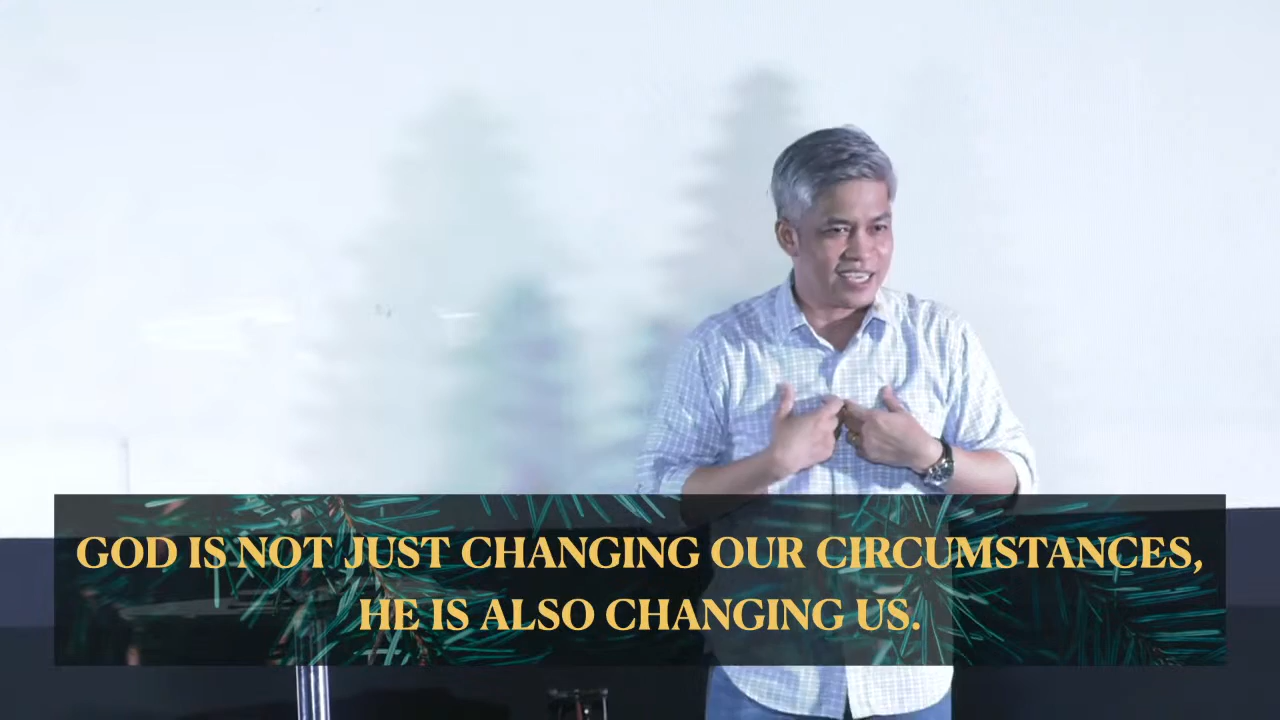 GOD IS NOT JUST CHANGING OUR CIRCUMSTANCES,
HE IS ALSO CHANGING US.